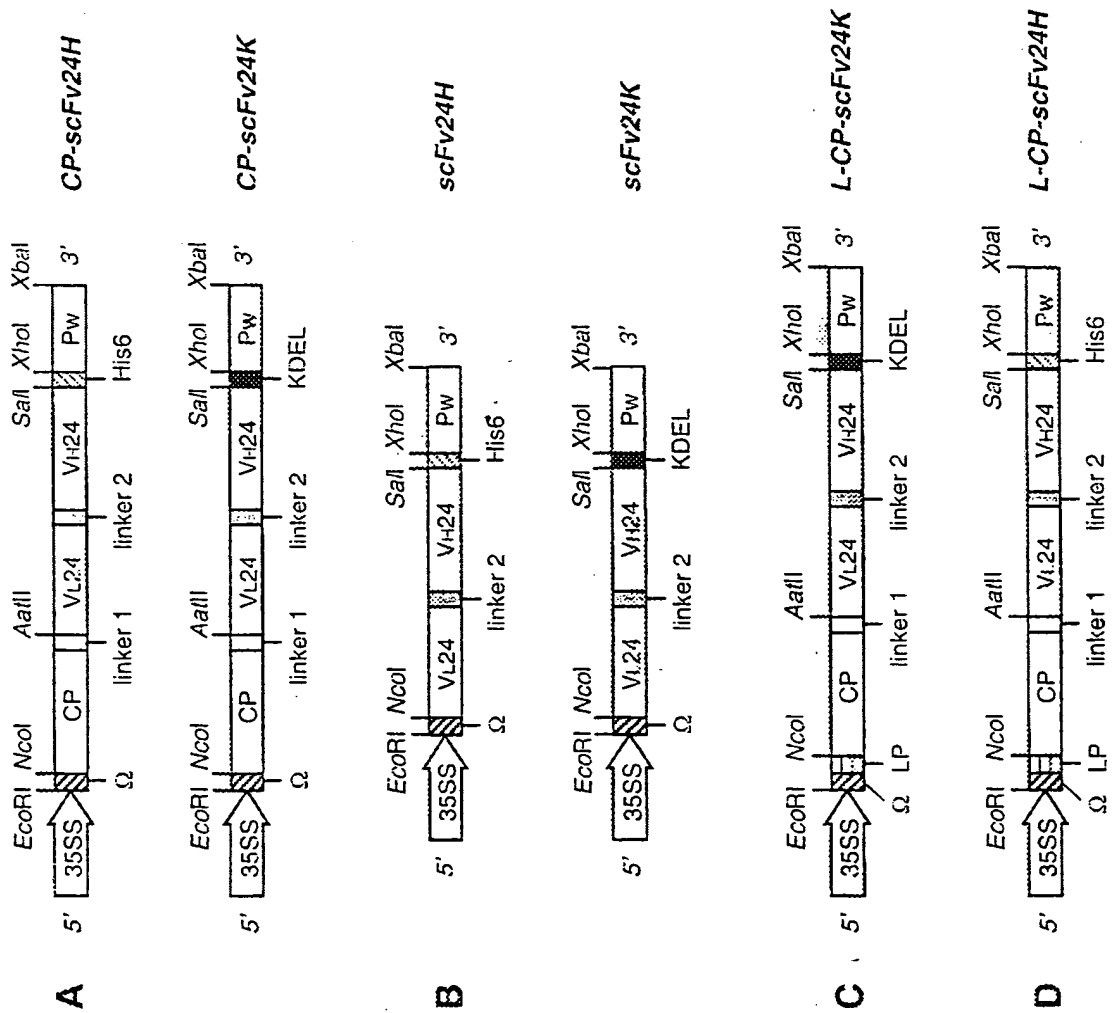 A
EcoRI NcoI AatII SalI XhoI XbaI
5' 35SS CP VL24 VH24 Pw 3' CP-scFv24H
Ω linker 1 linker 2 His6
EcoRI NcoI AatII SalI XhoI XbaI
5' 35SS CP VL24 VH24 Pw 3' CP-scFv24K
Ω linker 1 linker 2 KDEL
B
EcoRI NcoI SalI XhoI XbaI
5' 35SS VL24 VH24 Pw 3' scFv24H
Ω linker 2 His6
EcoRI NcoI SalI XhoI XbaI
5' 35SS VL24 VH24 Pw 3' scFv24K
Ω linker 2 KDEL
C
EcoRI NcoI AatII SalI XhoI XbaI
5' 35SS CP VL24 VH24 Pw 3' L-CP-scFv24K
Ω LP linker 1 linker 2 KDEL
D
EcoRI NcoI AatII SalI XhoI XbaI
5' 35SS CP VL24 VH24 Pw 3' L-CP-scFv24H
Ω LP linker 1 linker 2 His6